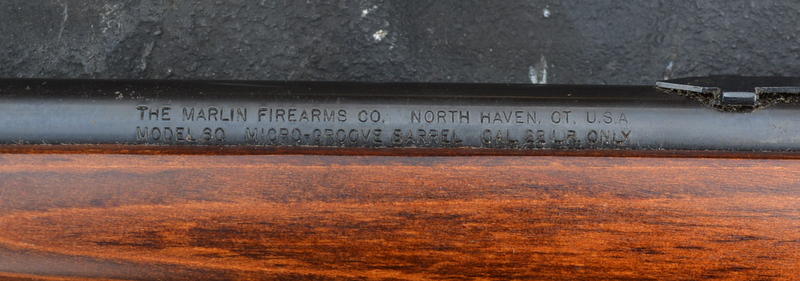 THE MARLIN FIREARMS CO. NORTH HAVEN, CT. U.S.A
MODEL 60 MICRO-GROOVE BARREL CAL. 22 L.R. ONLY